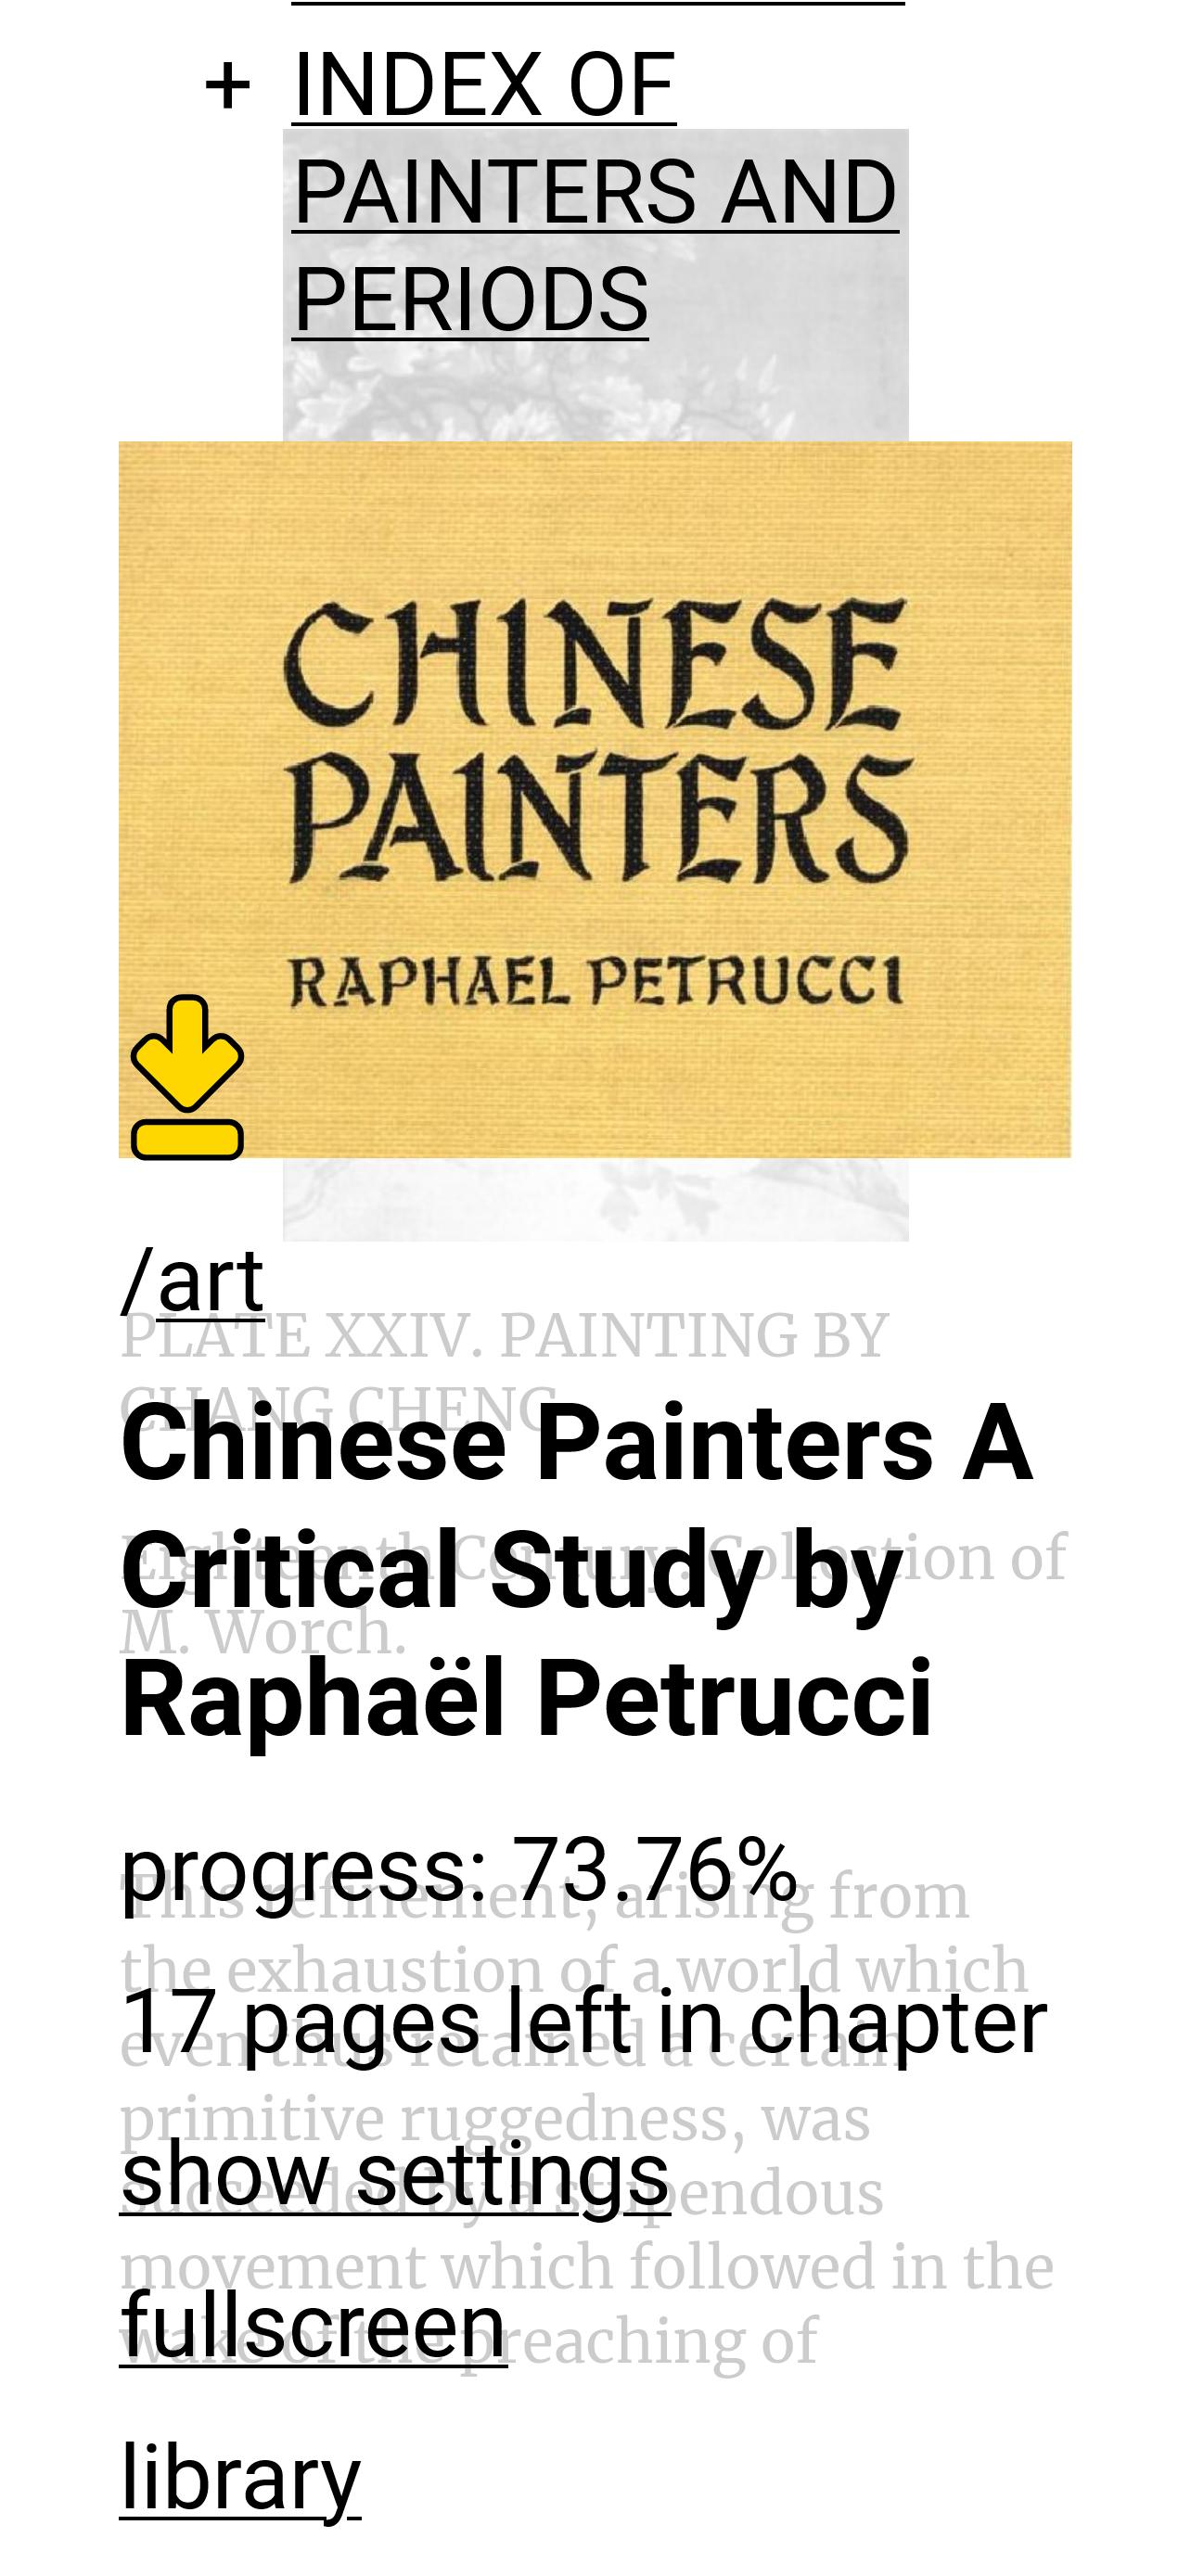 + INDEX OF
PAINTERS AND
PERIODS
CHINESE
PAINTERS
RAPHAEL PETRUCCI
/art
PLATE XXIV. PAINTING BY
CHANG CHENG
Chinese Painters A
Eighteenth Century. Collection of
Critical Study by
M. Worch.
Raphaël Petrucci
progress: 73.76%
This refinement, arising from
the exhaustion of a world which
17 pages left in chapter
even thus retained a certain
primitive ruggedness, was
show settings
succeeded by a stupendous
movement which followed in the
fullscreen
wake of the preaching of
library